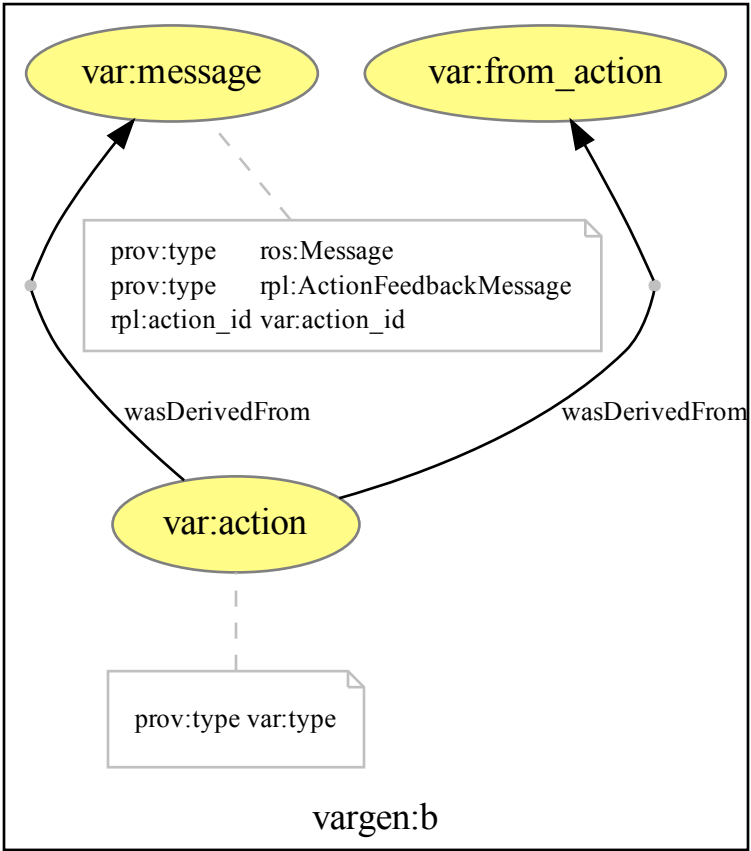 var:message
var:from_action
prov:type ros:Message
prov:type rpl:ActionFeedbackMessage
rpl:action_id var:action_id
wasDerivedFrom
wasDerivedFrom
var:action
prov:type var:type
vargen:b